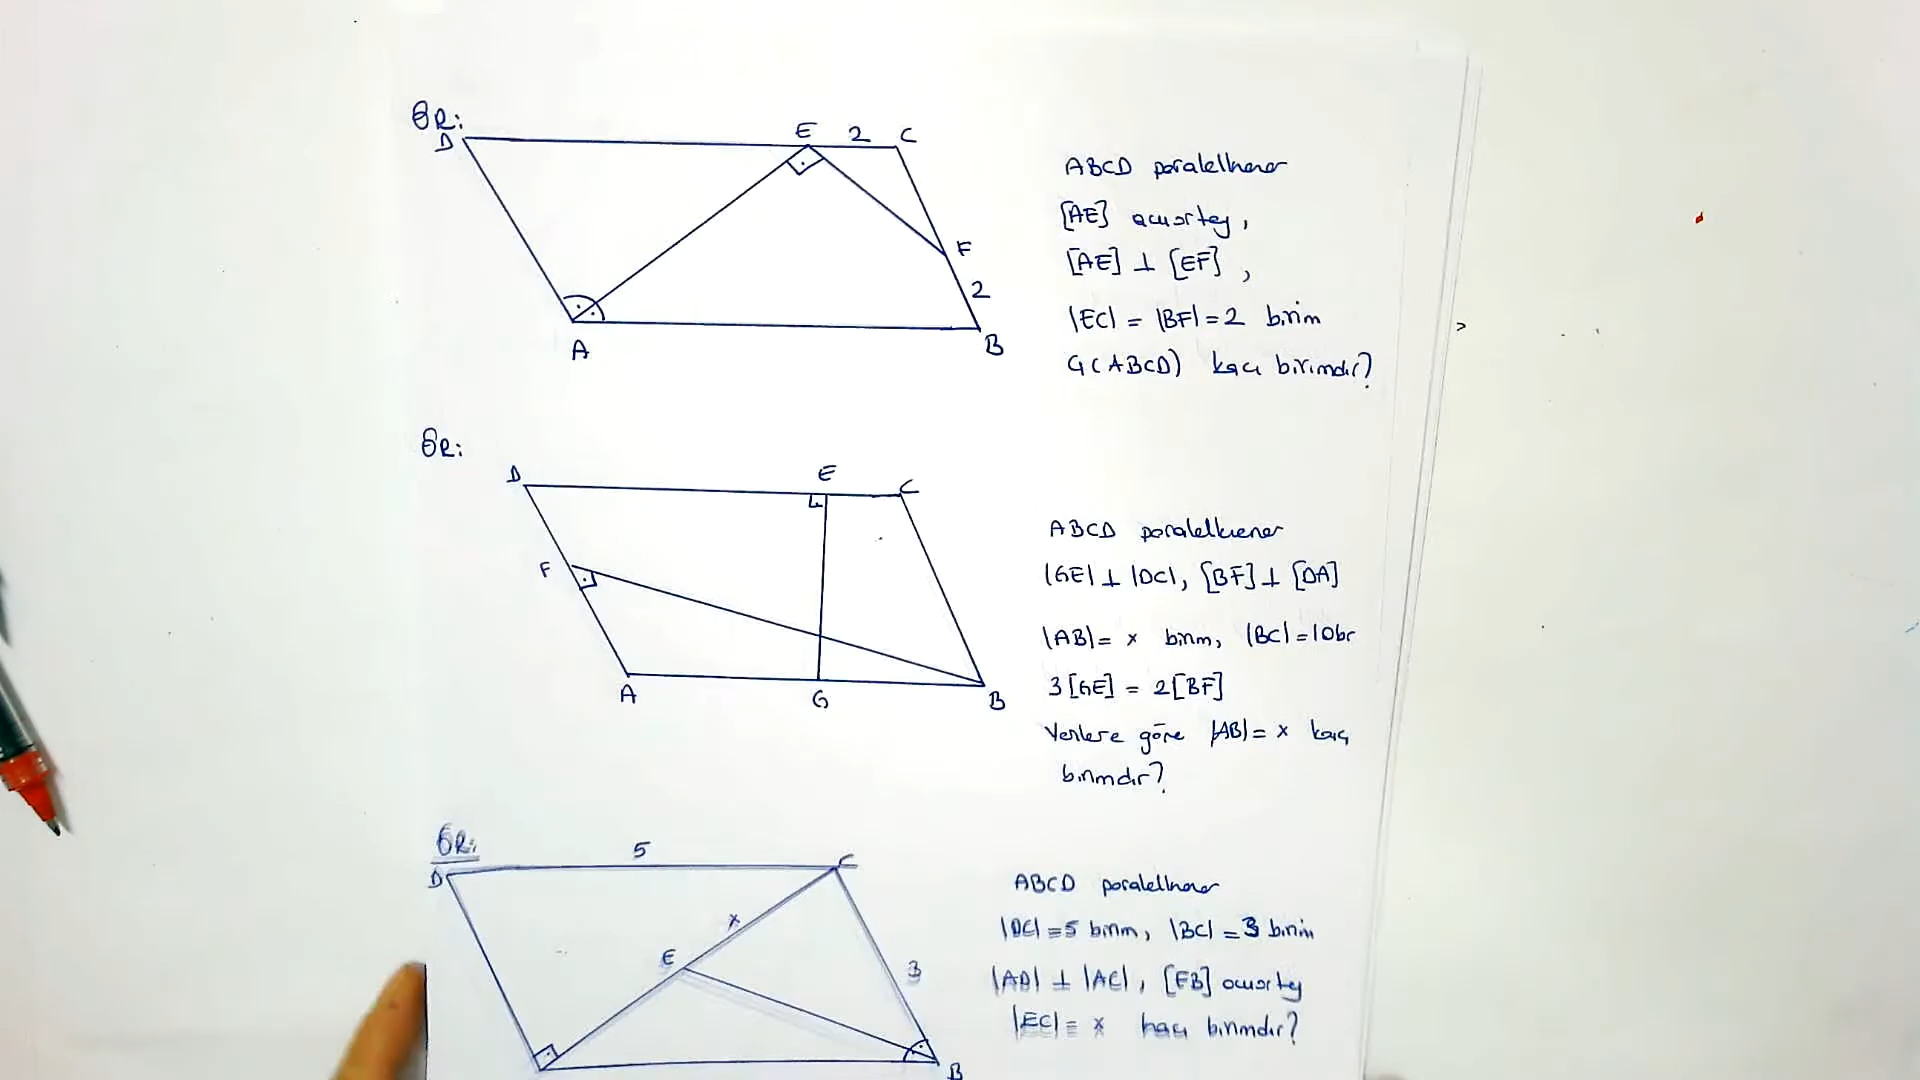 ÖR:
D E 2 C
F
2
A B
ABCD paralelkenar
[AE] açıortay,
[AE] ⊥ [EF],
|EC| = |BF| = 2 birim
Ç(ABCD) kaç birimdir?
ÖR:
D E C
F
A G B
ABCD paralelkenar
|GE| ⊥ |DC|, [BF] ⊥ [DA]
|AB| = x birim, |BC| = 10br
3[GE] = 2[BF]
Verilere göre |AB| = x kaç
birimdir?
ÖR:
D 5 C
x
E
3
B
ABCD paralelkenar
|DC| = 5 birim, |BC| = 3 birim
|AD| ⊥ |AC|, [EB] açıortay
|EC| = x kaç birimdir?